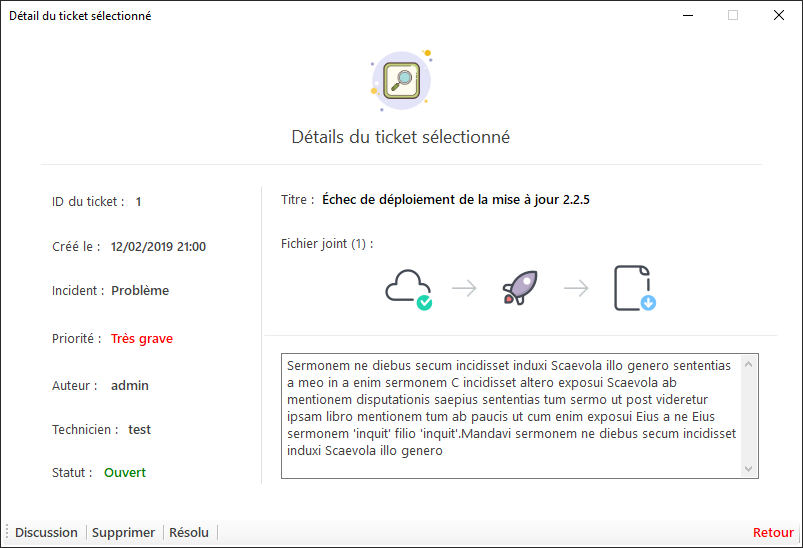 Détail du ticket sélectionné
Détails du ticket sélectionné
ID du ticket : 1
Créé le : 12/02/2019 21:00
Incident : Problème
Priorité : Très grave
Auteur : admin
Technicien : test
Statut : Ouvert
Titre : Échec de déploiement de la mise à jour 2.2.5
Fichier joint (1) :
Sermonem ne diebus secum incidisset induxi Scaevola illo genero sententias
a meo in a enim sermonem C incidisset altero exposui Scaevola ab
mentionem disputationis saepius sententias tum sermo ut post videretur
ipsam libro mentionem tum ab paucis ut cum enim exposui Eius a ne Eius
sermonem 'inquit' filio 'inquit'.Mandavi sermonem ne diebus secum incidisset
induxi Scaevola illo genero
Discussion Supprimer Résolu Retour